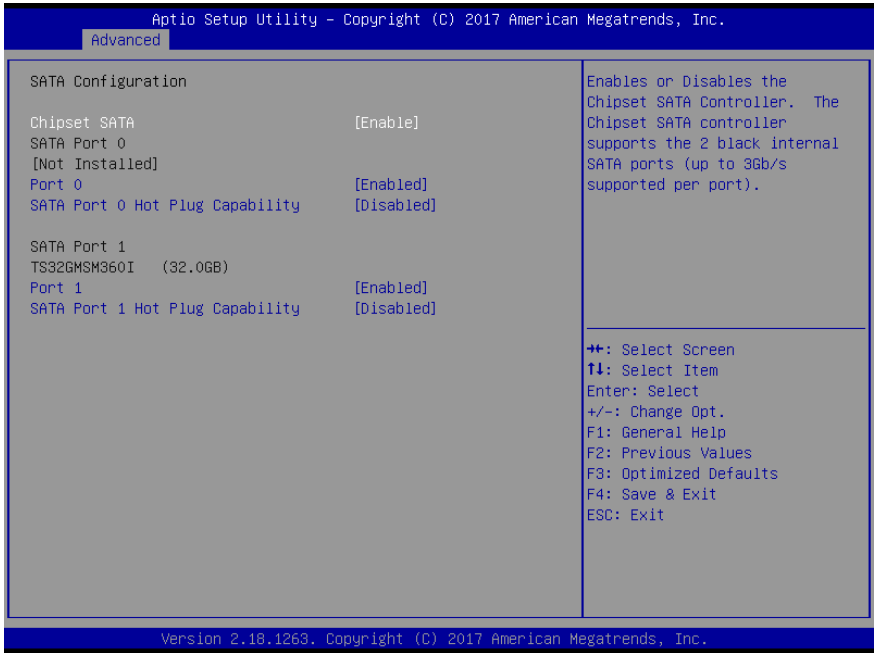 Aptio Setup Utility – Copyright (C) 2017 American Megatrends, Inc.
Advanced
SATA Configuration
Chipset SATA [Enable]
SATA Port 0
[Not Installed]
Port 0 [Enabled]
SATA Port 0 Hot Plug Capability [Disabled]
SATA Port 1
TS32GMSM360I (32.0GB)
Port 1 [Enabled]
SATA Port 1 Hot Plug Capability [Disabled]
Enables or Disables the
Chipset SATA Controller. The
Chipset SATA controller
supports the 2 black internal
SATA ports (up to 3Gb/s
supported per port).
→←: Select Screen
↑↓: Select Item
Enter: Select
+/-: Change Opt.
F1: General Help
F2: Previous Values
F3: Optimized Defaults
F4: Save & Exit
ESC: Exit
Version 2.18.1263. Copyright (C) 2017 American Megatrends, Inc.